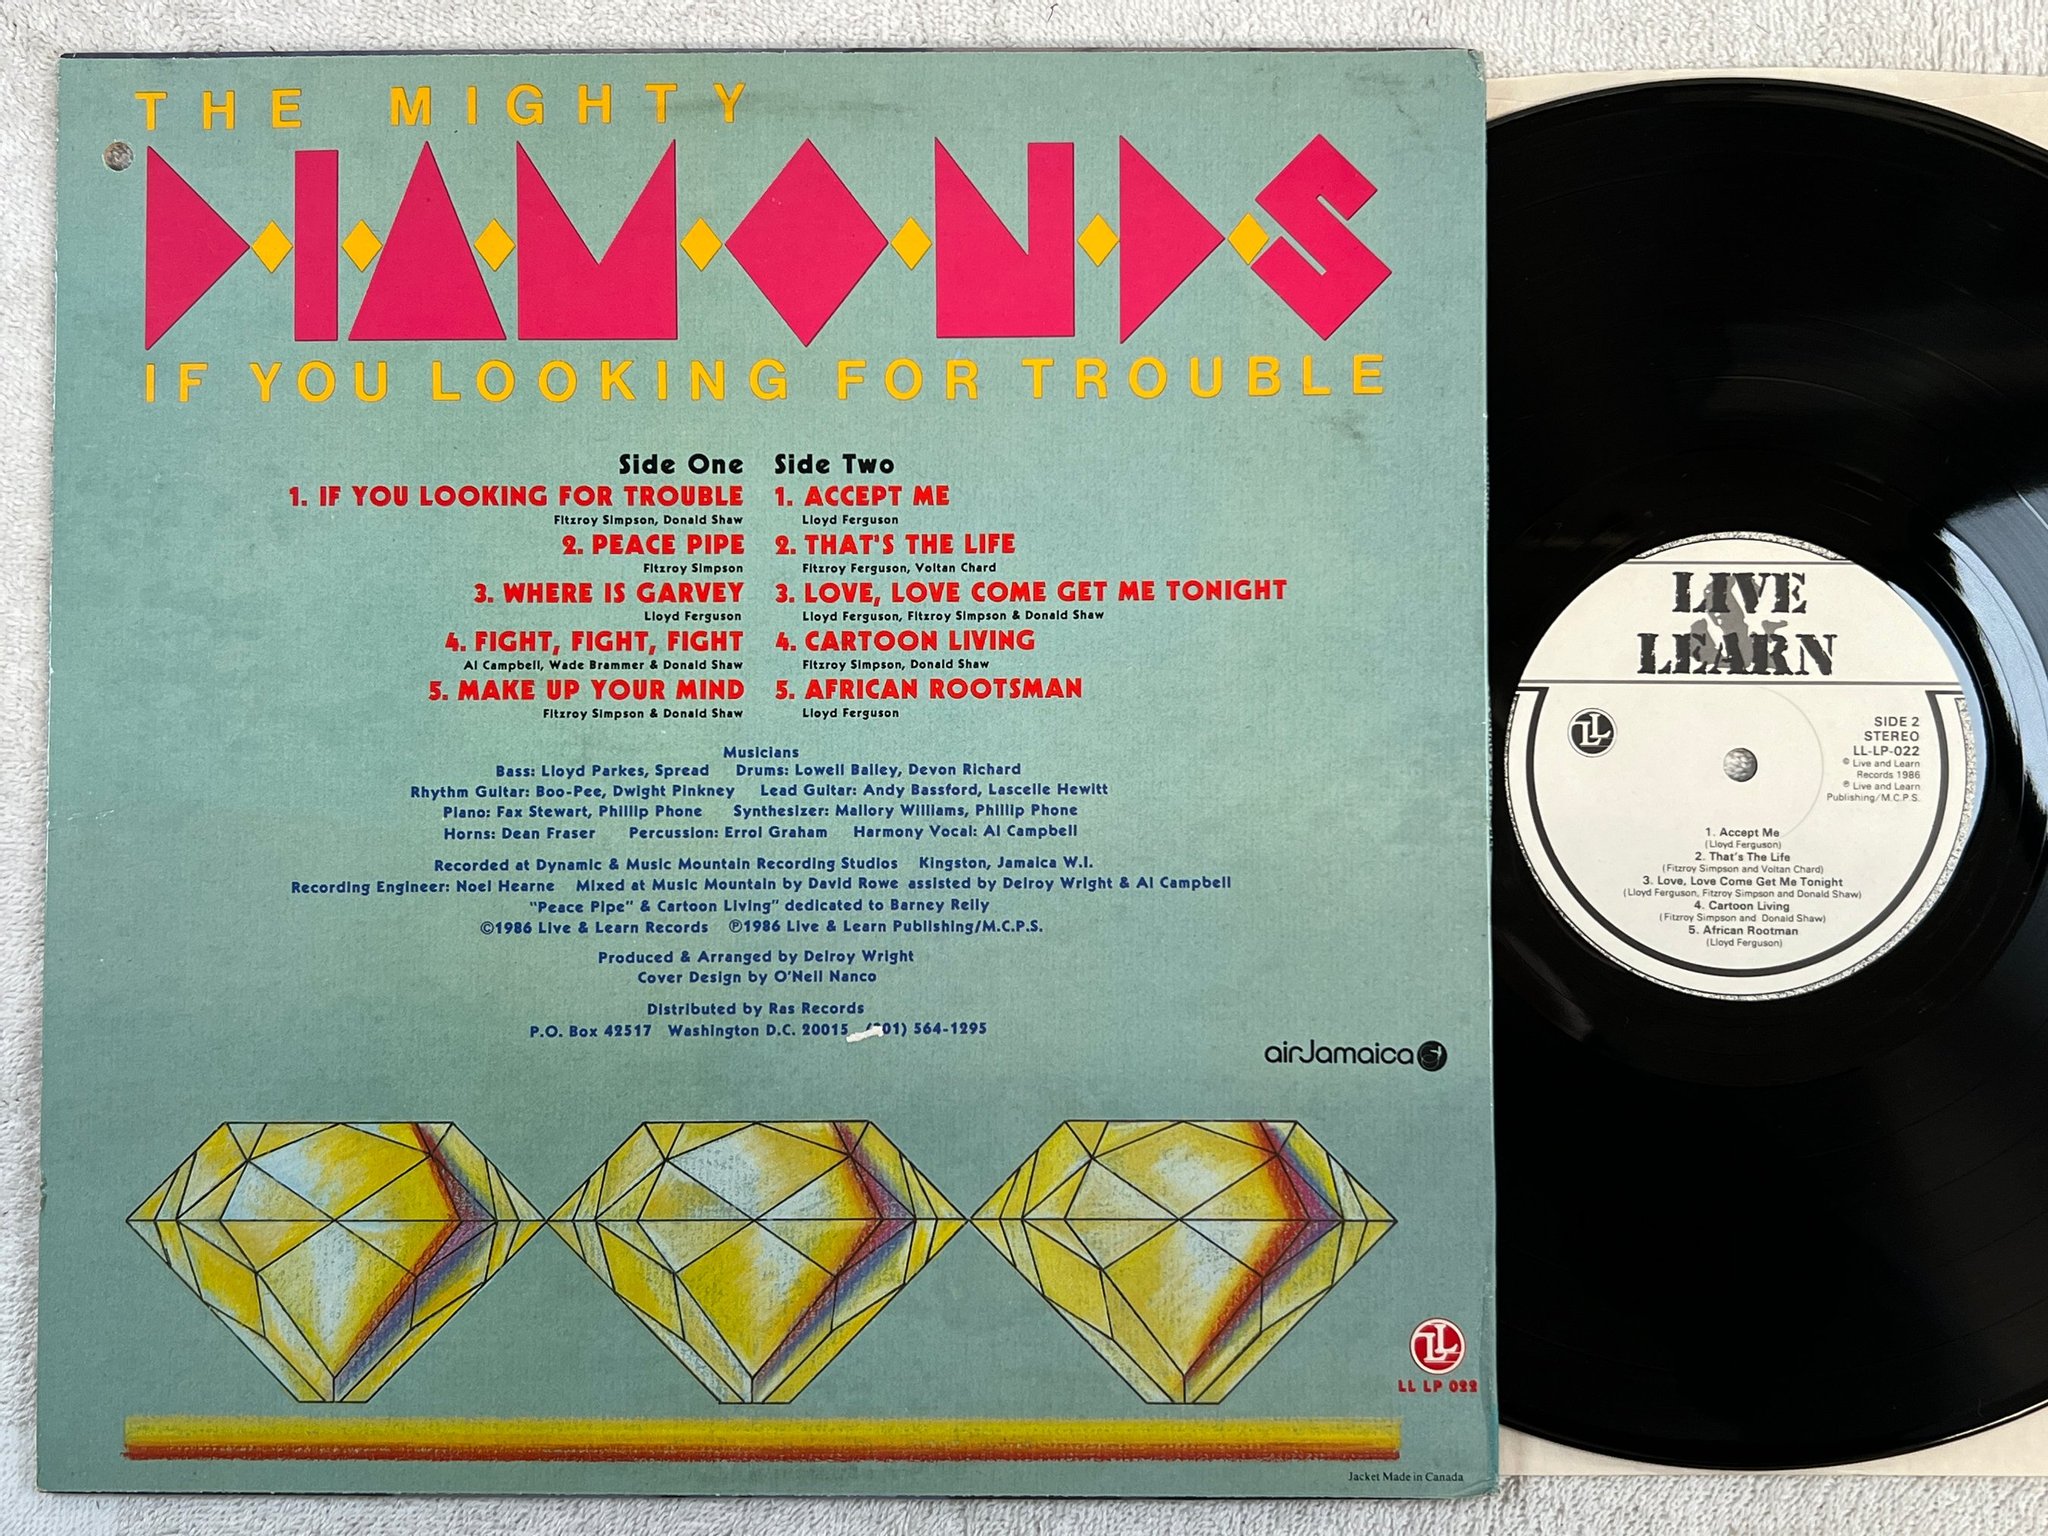 THE MIGHTY
DIAMONDS
IF YOU LOOKING FOR TROUBLE
Side One
1. IF YOU LOOKING FOR TROUBLE
Fitzroy Simpson, Donald Shaw
2. PEACE PIPE
Fitzroy Simpson
3. WHERE IS GARVEY
Lloyd Ferguson
4. FIGHT, FIGHT, FIGHT
Al Campbell, Wade Brammer & Donald Shaw
5. MAKE UP YOUR MIND
Fitzroy Simpson & Donald Shaw
Side Two
1. ACCEPT ME
Lloyd Ferguson
2. THAT'S THE LIFE
Fitzroy Ferguson, Voltan Chard
3. LOVE, LOVE COME GET ME TONIGHT
Lloyd Ferguson, Fitzroy Simpson & Donald Shaw
4. CARTOON LIVING
Fitzroy Simpson, Donald Shaw
5. AFRICAN ROOTSMAN
Lloyd Ferguson
Musicians
Bass: Lloyd Parkes, Spread Drums: Lowell Bailey, Devon Richard
Rhythm Guitar: Boo-Pee, Dwight Pinkney Lead Guitar: Andy Bassford, Lascelle Hewitt
Piano: Fax Stewart, Phillip Phone Synthesizer: Mallory Williams, Phillip Phone
Horns: Dean Fraser Percussion: Errol Graham Harmony Vocal: Al Campbell
Recorded at Dynamic & Music Mountain Recording Studios Kingston, Jamaica W.I.
Recording Engineer: Noel Hearne Mixed at Music Mountain by David Rowe assisted by Delroy Wright & Al Campbell
"Peace Pipe" & Cartoon Living" dedicated to Barney Relly
©1986 Live & Learn Records ℗1986 Live & Learn Publishing/M.C.P.S.
Produced & Arranged by Delroy Wright
Cover Design by O'Neil Nanco
Distributed by Ras Records
P.O. Box 42517 Washington D.C. 20015 01) 564-1295
airJamaica
LL
LL LP 022
Jacket Made in Canada
LIVE
&
LEARN
LL
SIDE 2
STEREO
LL-LP-022
© Live and Learn
Records 1986
℗ Live and Learn
Publishing/M.C.P.S.
1. Accept Me
(Lloyd Ferguson)
2. That's The Life
(Fitzroy Simpson and Voltan Chard)
3. Love, Love Come Get Me Tonight
(Lloyd Ferguson, Fitzroy Simpson and Donald Shaw)
4. Cartoon Living
(Fitzroy Simpson and Donald Shaw)
5. African Rootman
(Lloyd Ferguson)